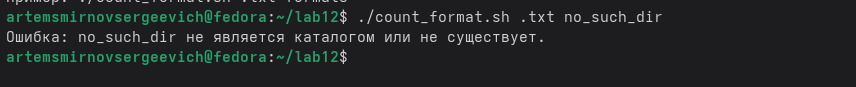 artemsmirnovsergeevich@fedora:~/lab12$ ./count_format.sh .txt no_such_dir
Ошибка: no_such_dir не является каталогом или не существует.
artemsmirnovsergeevich@fedora:~/lab12$